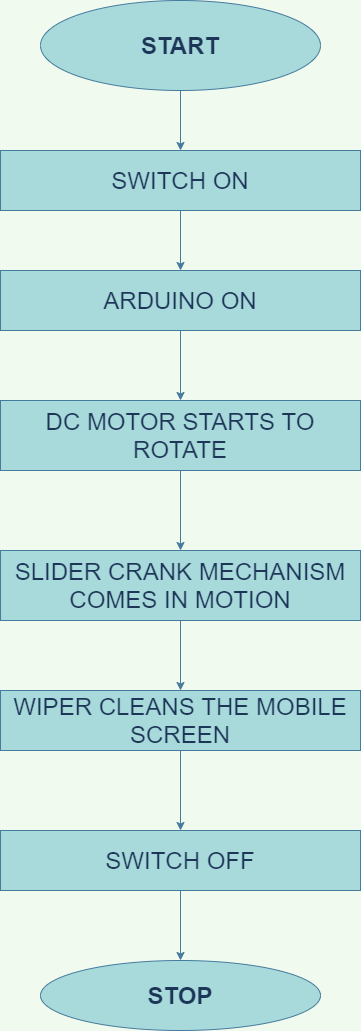 START
SWITCH ON
ARDUINO ON
DC MOTOR STARTS TO
ROTATE
SLIDER CRANK MECHANISM
COMES IN MOTION
WIPER CLEANS THE MOBILE
SCREEN
SWITCH OFF
STOP